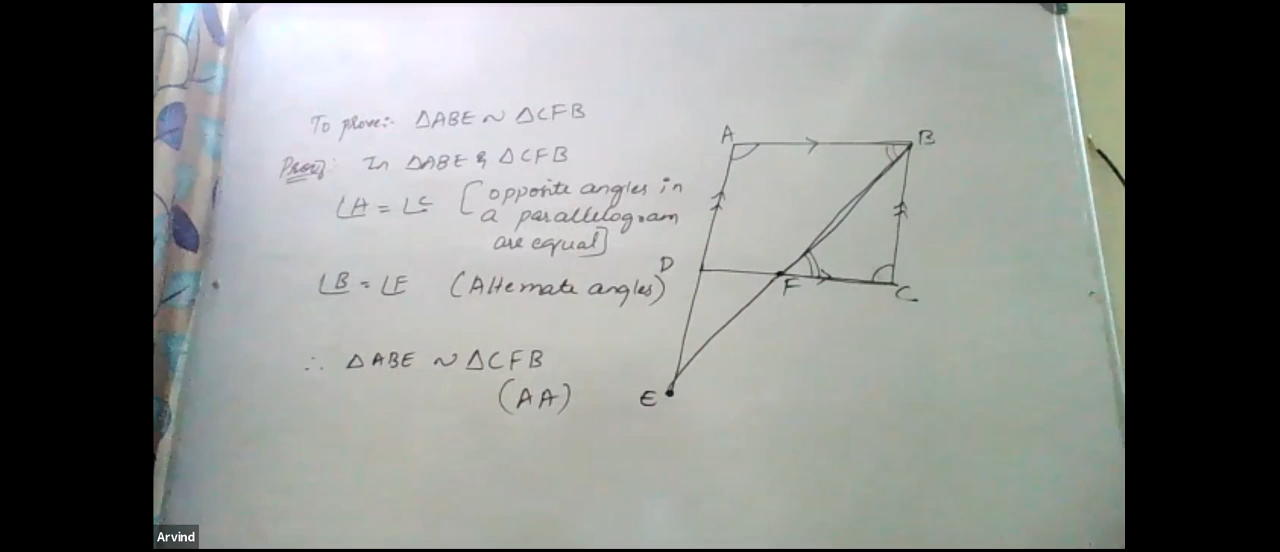 To prove:- ΔABE ~ ΔCFB
Proof: In ΔABE & ΔCFB
∠A = ∠C [opposite angles in
a parallelogram
are equal]
∠B = ∠F (Alternate angles)
∴ ΔABE ~ ΔCFB
(AA)
A
B
D
F
C
E
Arvind